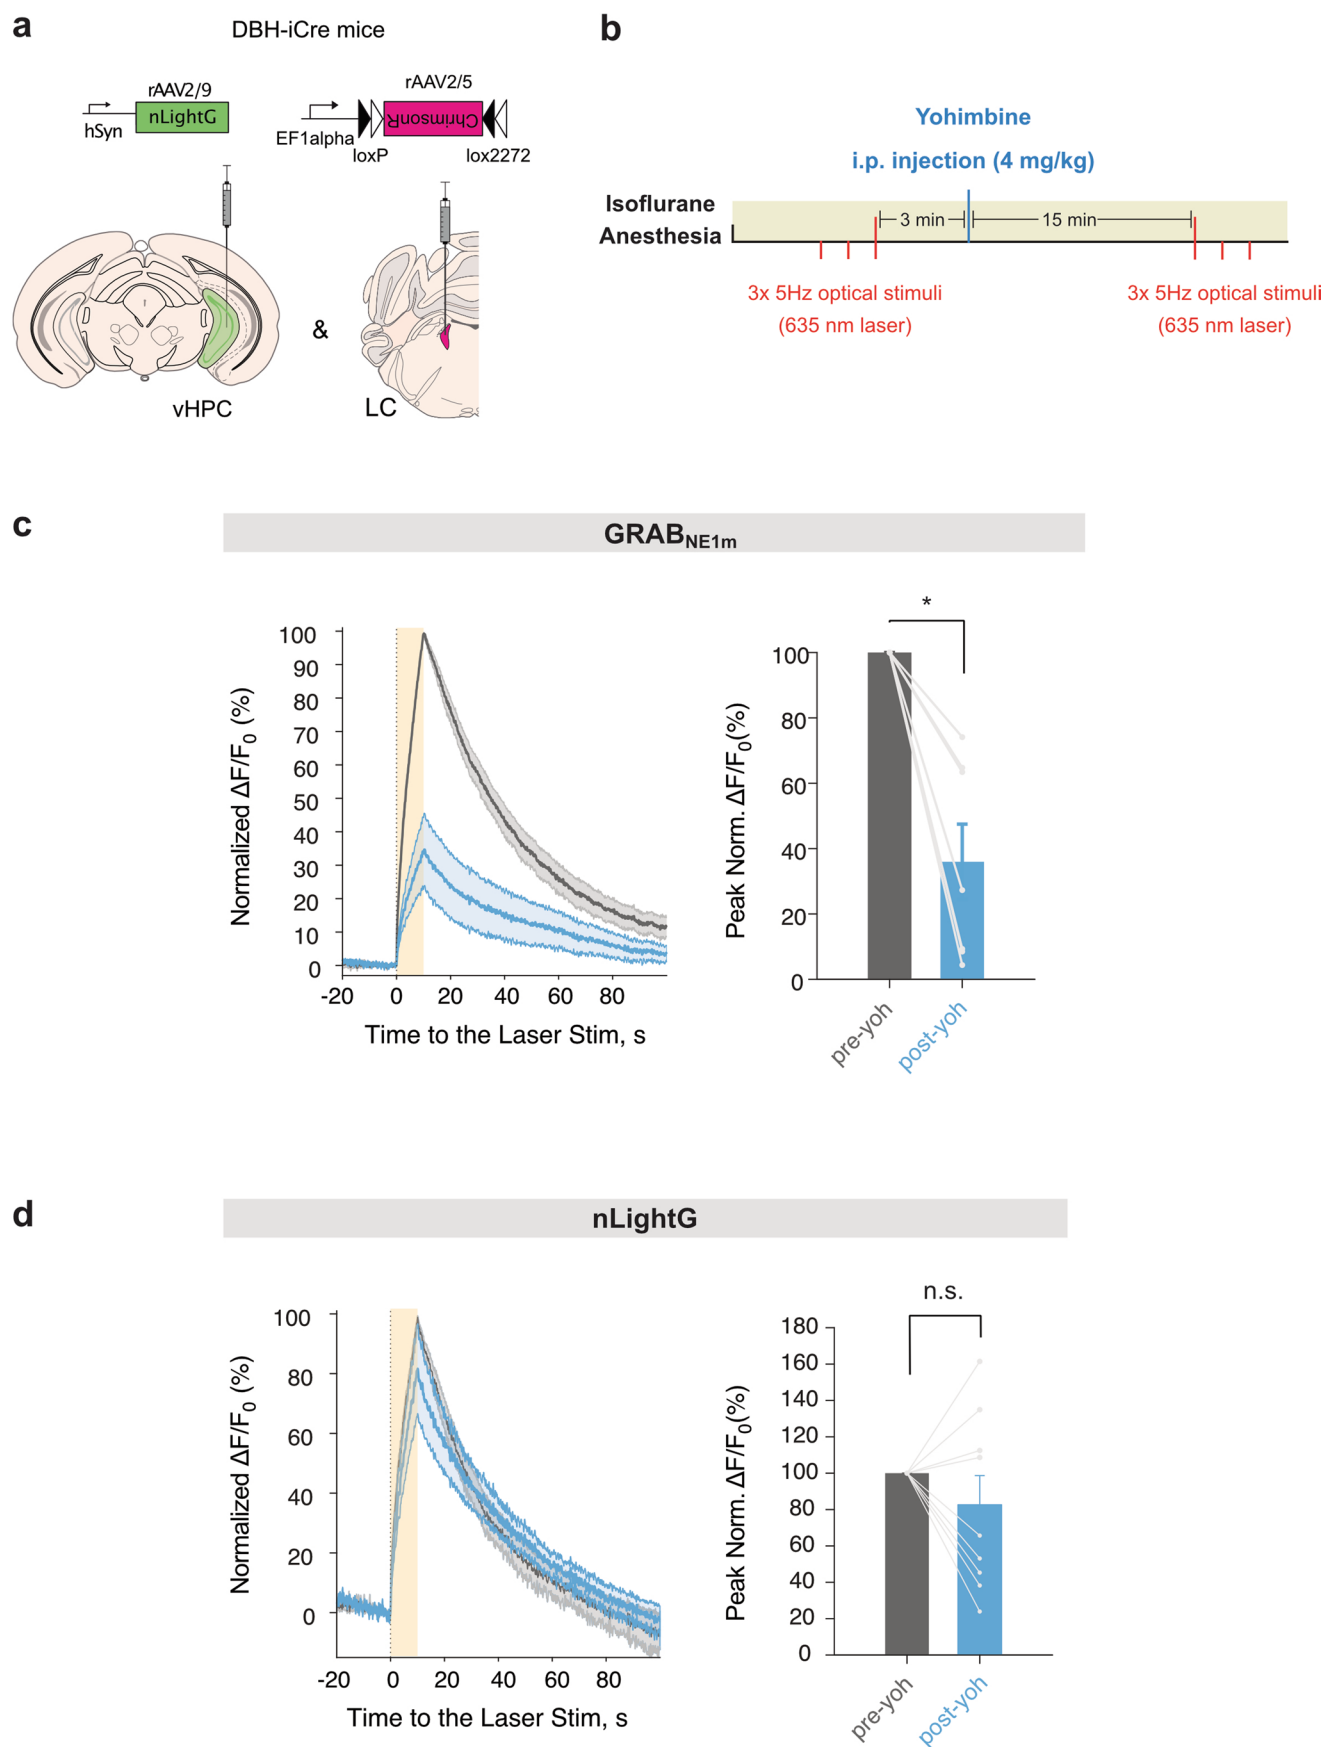 a
DBH-iCre mice
rAAV2/9
hSyn
nLightG
rAAV2/5
EF1alpha
ChrimsonR
loxP
lox2272
vHPC
&
LC
b
Yohimbine
i.p. injection (4 mg/kg)
Isoflurane
Anesthesia
3 min
15 min
3x 5Hz optical stimuli
(635 nm laser)
3x 5Hz optical stimuli
(635 nm laser)
c
GRABNE1m
Normalized ΔF/F0 (%)
100
90
80
70
60
50
40
30
20
10
0
-20 0 20 40 60 80
Time to the Laser Stim, s
*
Peak Norm. ΔF/F0(%)
100
80
60
40
20
0
pre-yoh
post-yoh
d
nLightG
Normalized ΔF/F0 (%)
100
80
60
40
20
0
-20 0 20 40 60 80
Time to the Laser Stim, s
n.s.
Peak Norm. ΔF/F0(%)
180
160
140
120
100
80
60
40
20
0
pre-yoh
post-yoh